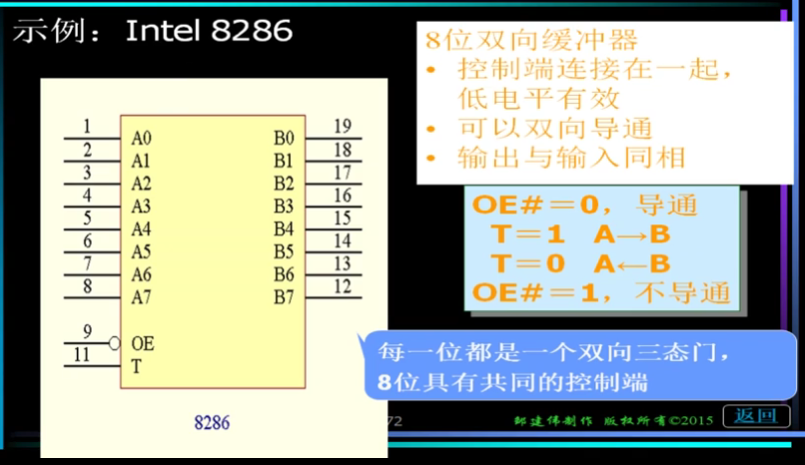 示例：Intel 8286
8位双向缓冲器
• 控制端连接在一起，
低电平有效
• 可以双向导通
• 输出与输入同相
OE#＝0，导通
T＝1 A→B
T＝0 A←B
OE#＝1，不导通
每一位都是一个双向三态门，
8位具有共同的控制端
1 A0 B0 19
2 A1 B1 18
3 A2 B2 17
4 A3 B3 16
5 A4 B4 15
6 A5 B5 14
7 A6 B6 13
8 A7 B7 12
9 OE
11 T
8286
72
邹建伟制作 版权所有©2015
返回